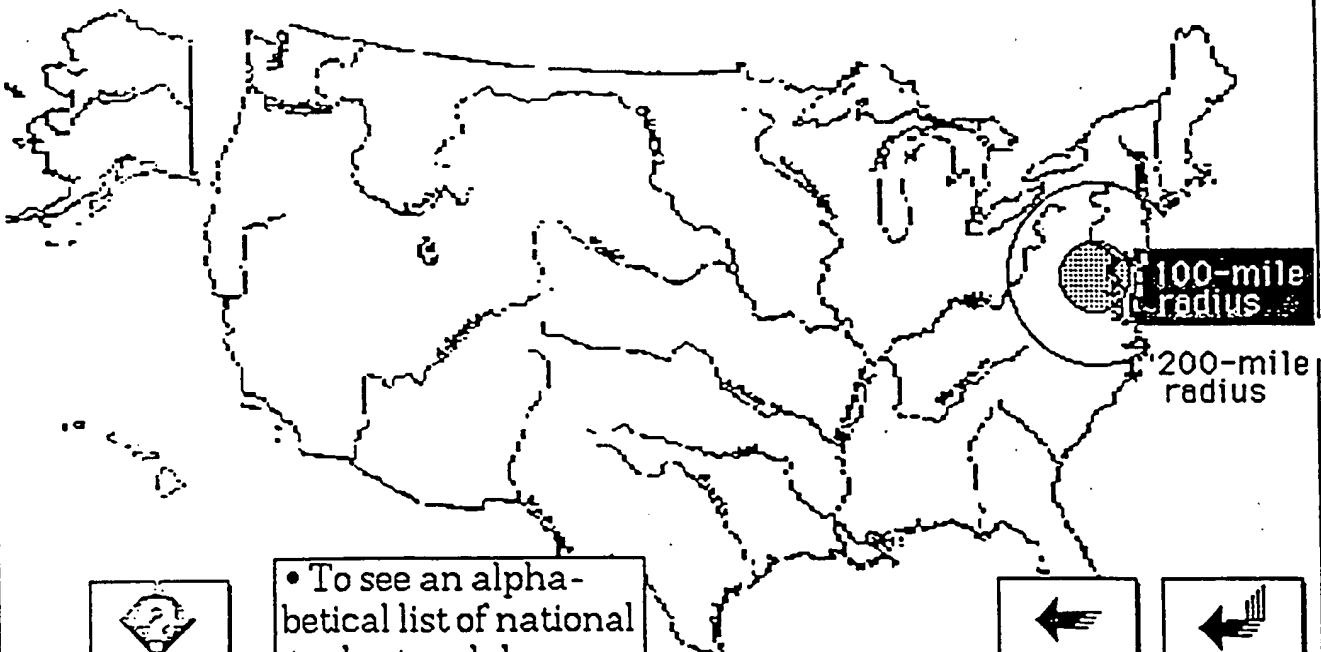 100-mile
radius
200-mile
radius
• To see an alpha-
betical list of national